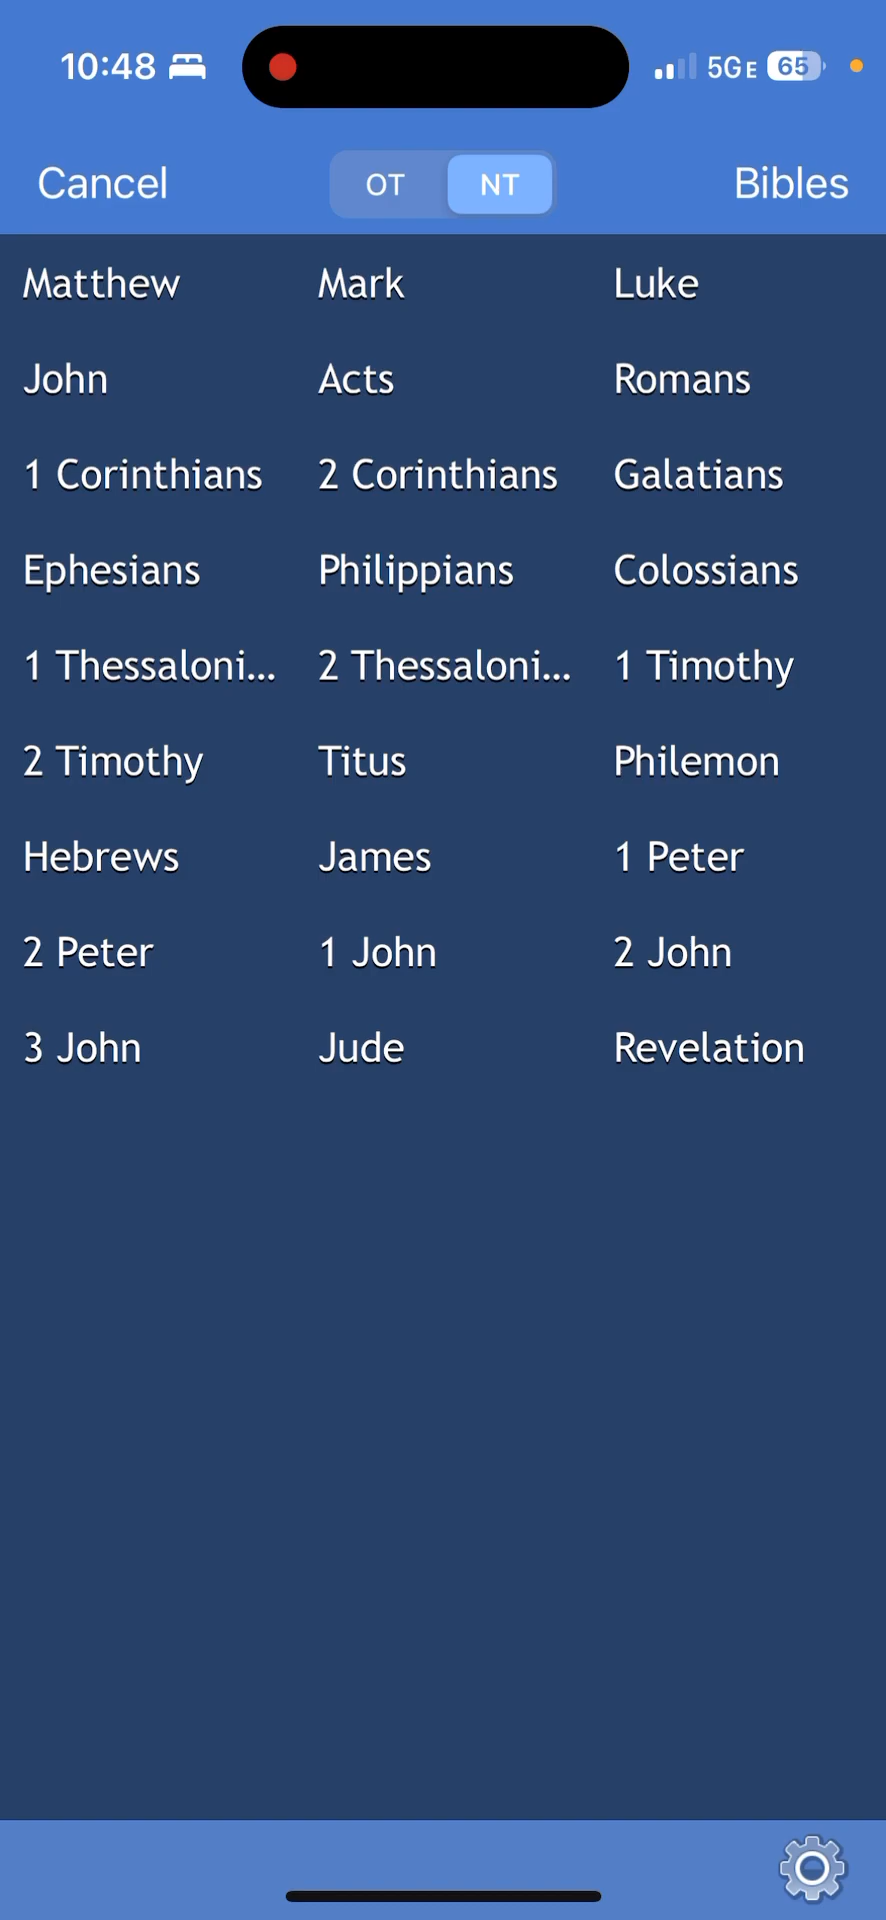 10:48 5GE 65
Cancel OT NT Bibles
Matthew Mark Luke
John Acts Romans
1 Corinthians 2 Corinthians Galatians
Ephesians Philippians Colossians
1 Thessaloni... 2 Thessaloni... 1 Timothy
2 Timothy Titus Philemon
Hebrews James 1 Peter
2 Peter 1 John 2 John
3 John Jude Revelation